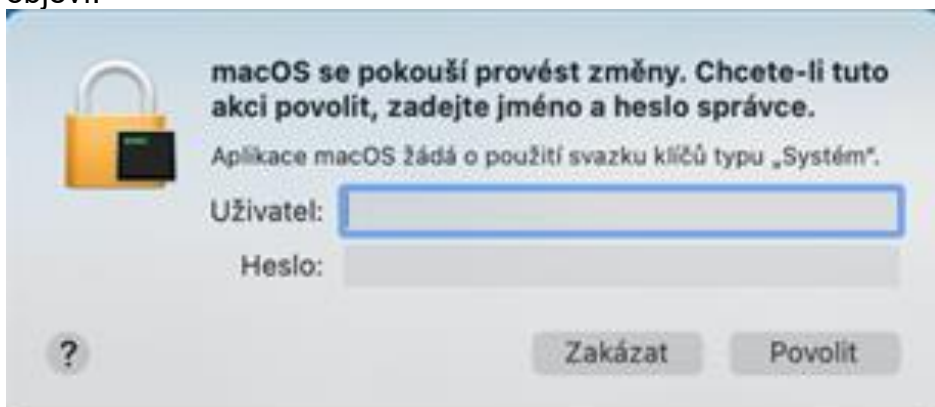 macOS se pokouší provést změny. Chcete-li tuto
akci povolit, zadejte jméno a heslo správce.
Aplikace macOS žádá o použití svazku klíčů typu „Systém“.
Uživatel:
Heslo:
?
Zakázat
Povolit